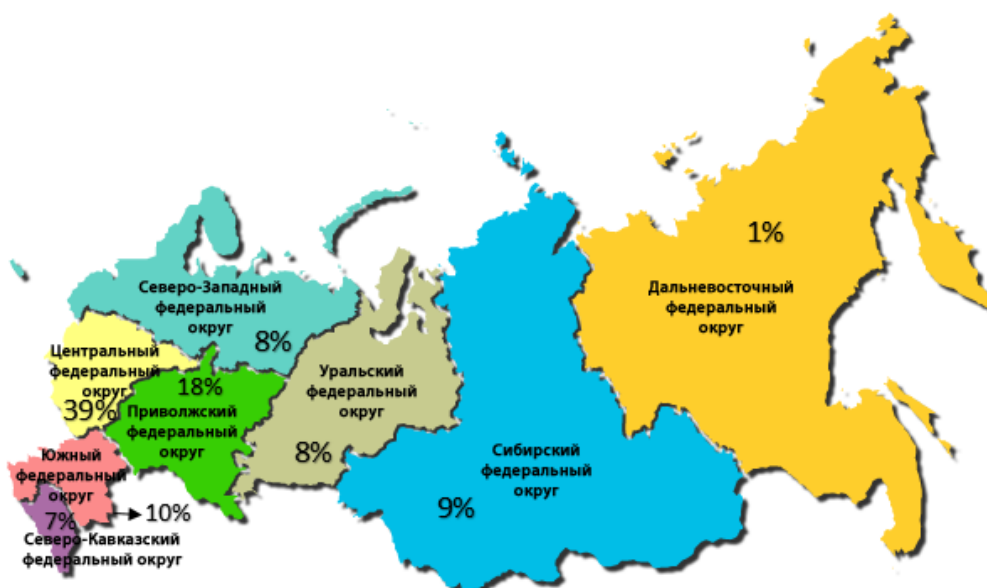 1%
Дальневосточный
федеральный
округ
Северо-Западный
федеральный
округ
8%
Центральный
федеральный
округ
39%
18%
Приволжский
федеральный
округ
Уральский
федеральный
округ
8%
Сибирский
федеральный
округ
9%
Южный
федеральный
округ
10%
7%
Северо-Кавказский
федеральный округ